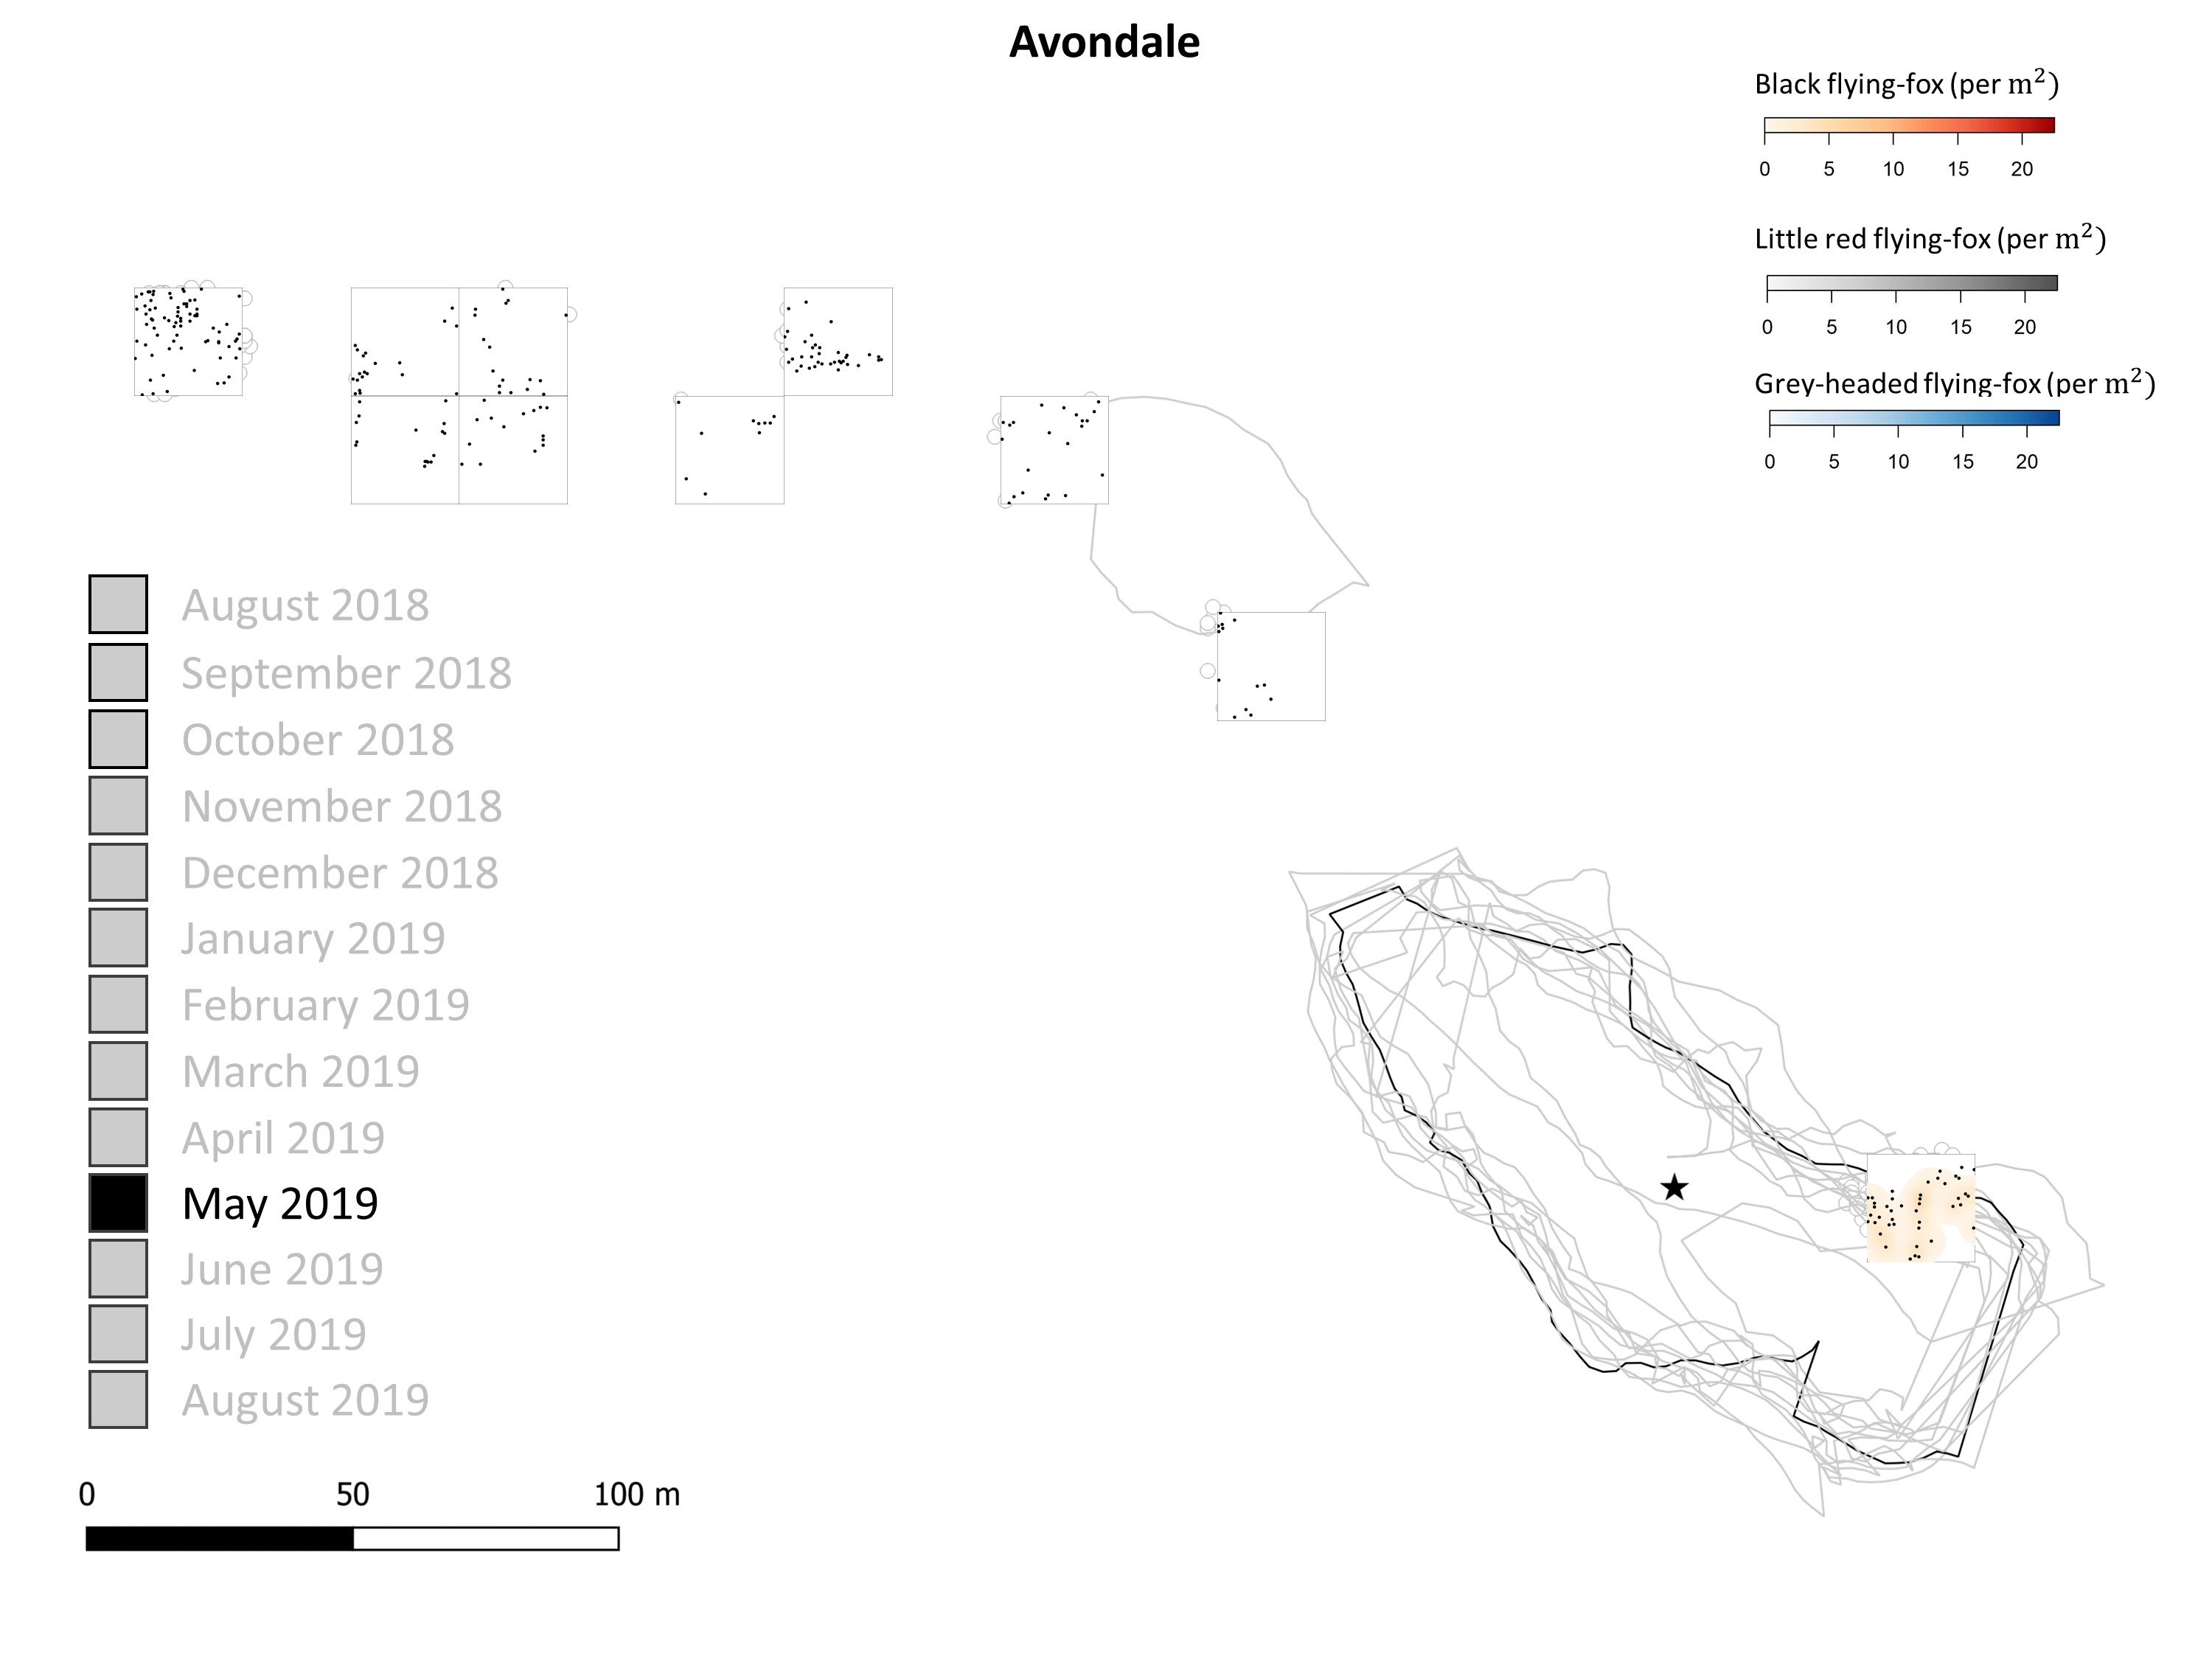 Avondale
Black flying-fox (per m²)
0 5 10 15 20
Little red flying-fox (per m²)
0 5 10 15 20
Grey-headed flying-fox (per m²)
0 5 10 15 20
August 2018
September 2018
October 2018
November 2018
December 2018
January 2019
February 2019
March 2019
April 2019
May 2019
June 2019
July 2019
August 2019
0 50 100 m